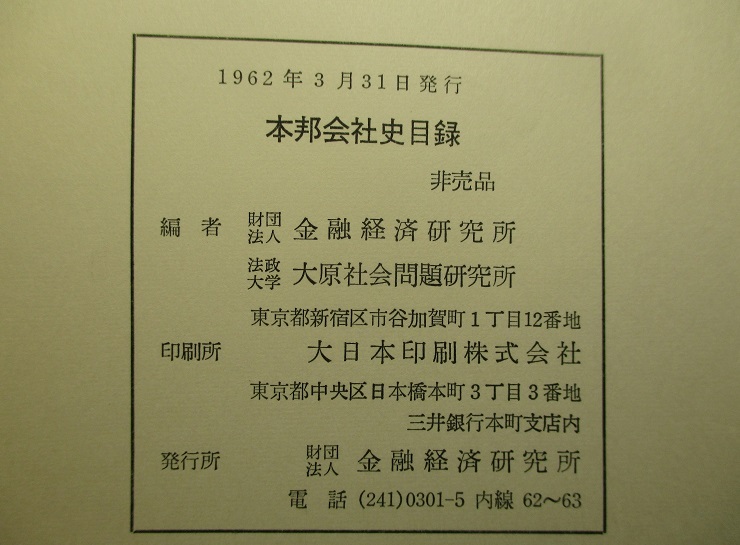 1962年3月31日発行
本邦会社史目録
非売品
編者 財団法人 金融経済研究所
法政大学 大原社会問題研究所
東京都新宿区市谷加賀町1丁目12番地
印刷所 大日本印刷株式会社
東京都中央区日本橋本町3丁目3番地
三井銀行本町支店内
発行所 財団法人 金融経済研究所
電話 (241)0301-5 内線 62〜63